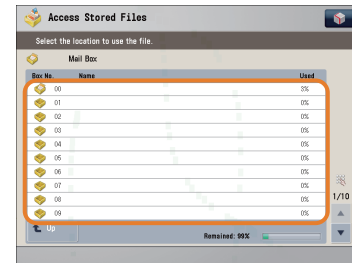 Access Stored Files
Select the location to use the file.
Mail Box
Box No. Name Used
00 3%
01 0%
02 0%
03 0%
04 0%
05 0%
06 0%
07 0%
08 0%
09 0%
1/10
Up
Remained: 99%